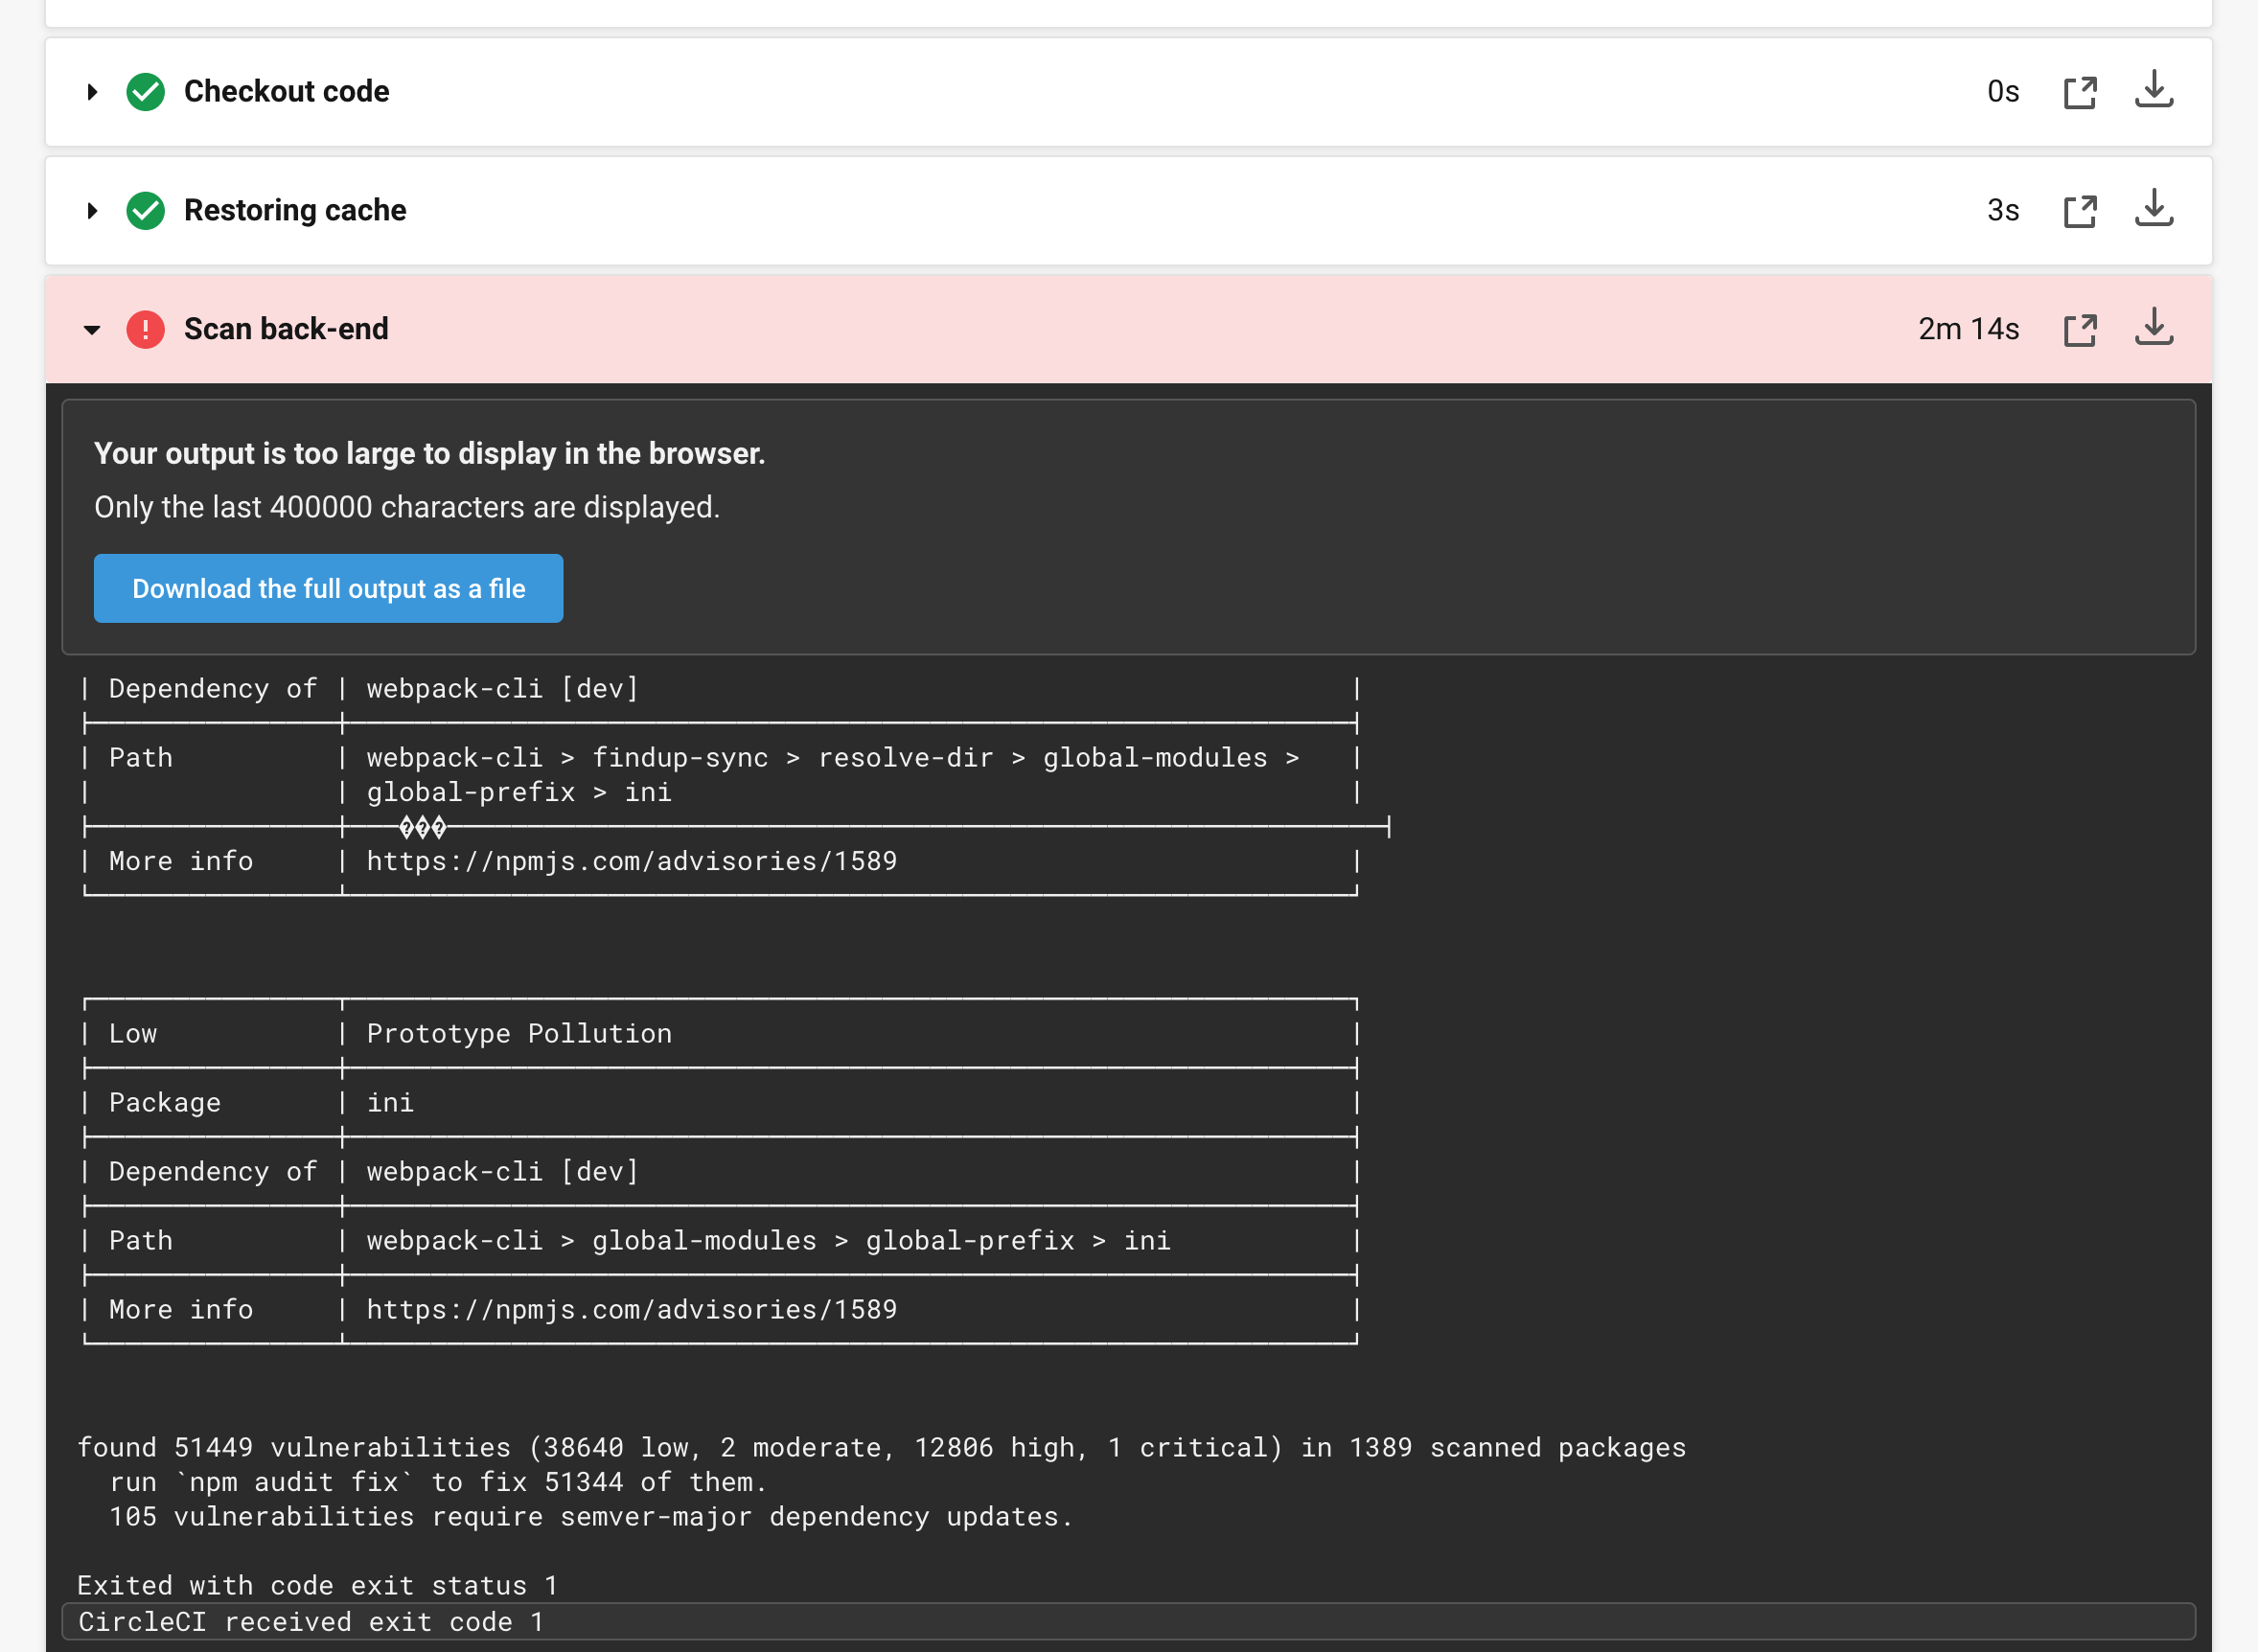 Checkout code 0s
Restoring cache 3s
Scan back-end 2m 14s
Your output is too large to display in the browser.
Only the last 400000 characters are displayed.
Download the full output as a file
| Dependency of | webpack-cli [dev] |
| Path | webpack-cli > findup-sync > resolve-dir > global-modules > |
| | global-prefix > ini |
���
| More info | https://npmjs.com/advisories/1589 |
| Low | Prototype Pollution |
| Package | ini |
| Dependency of | webpack-cli [dev] |
| Path | webpack-cli > global-modules > global-prefix > ini |
| More info | https://npmjs.com/advisories/1589 |
found 51449 vulnerabilities (38640 low, 2 moderate, 12806 high, 1 critical) in 1389 scanned packages
run `npm audit fix` to fix 51344 of them.
105 vulnerabilities require semver-major dependency updates.
Exited with code exit status 1
CircleCI received exit code 1